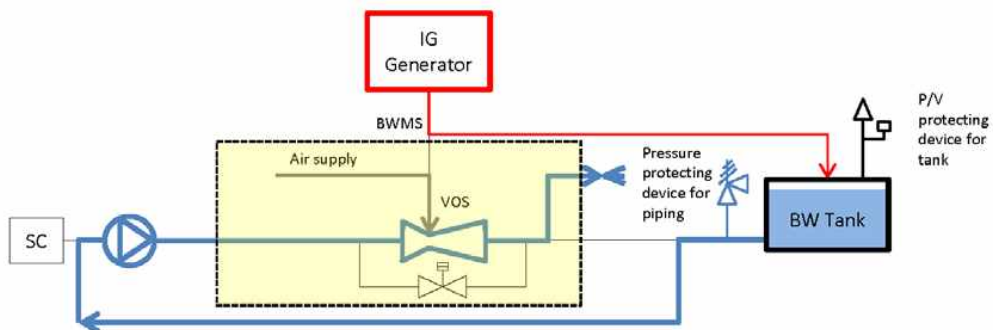 IG
Generator
BWMS
P/V
protecting
device for
tank
Air supply
Pressure
protecting
device for
piping
VOS
SC
BW Tank